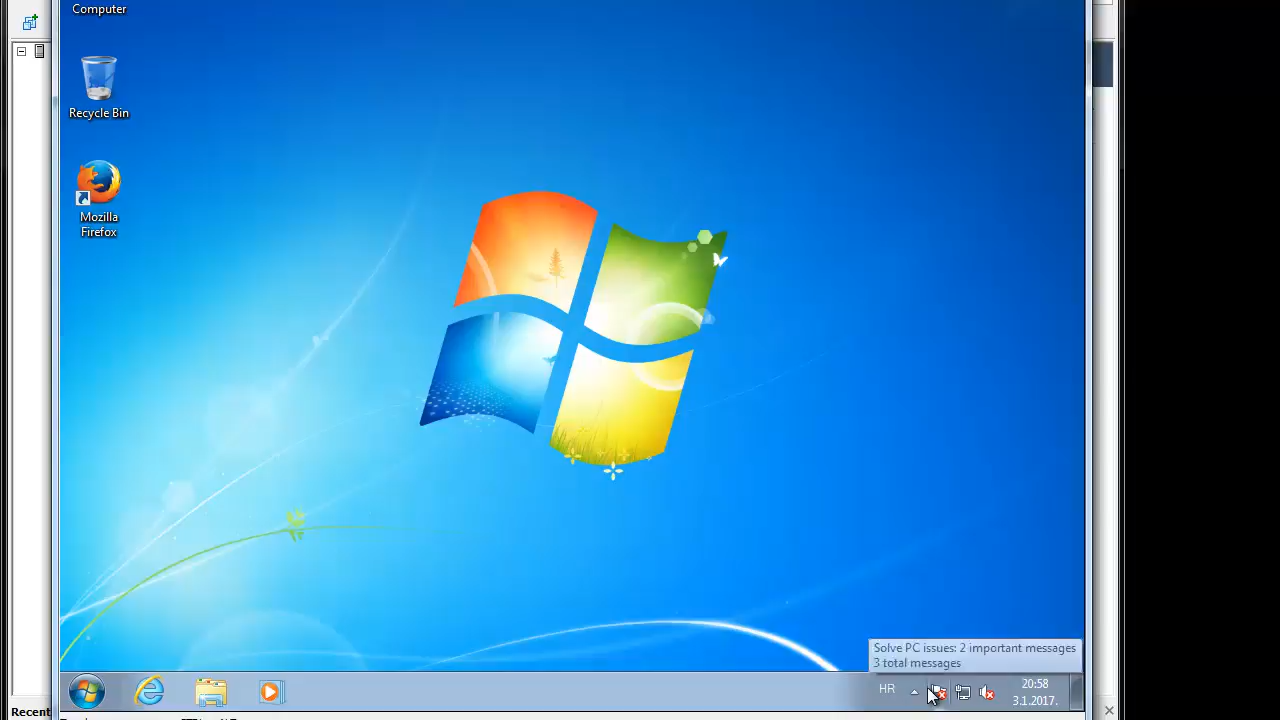 Computer
Recycle Bin
Mozilla
Firefox
Solve PC issues: 2 important messages
3 total messages
HR
20:58
3.1.2017.
Recent